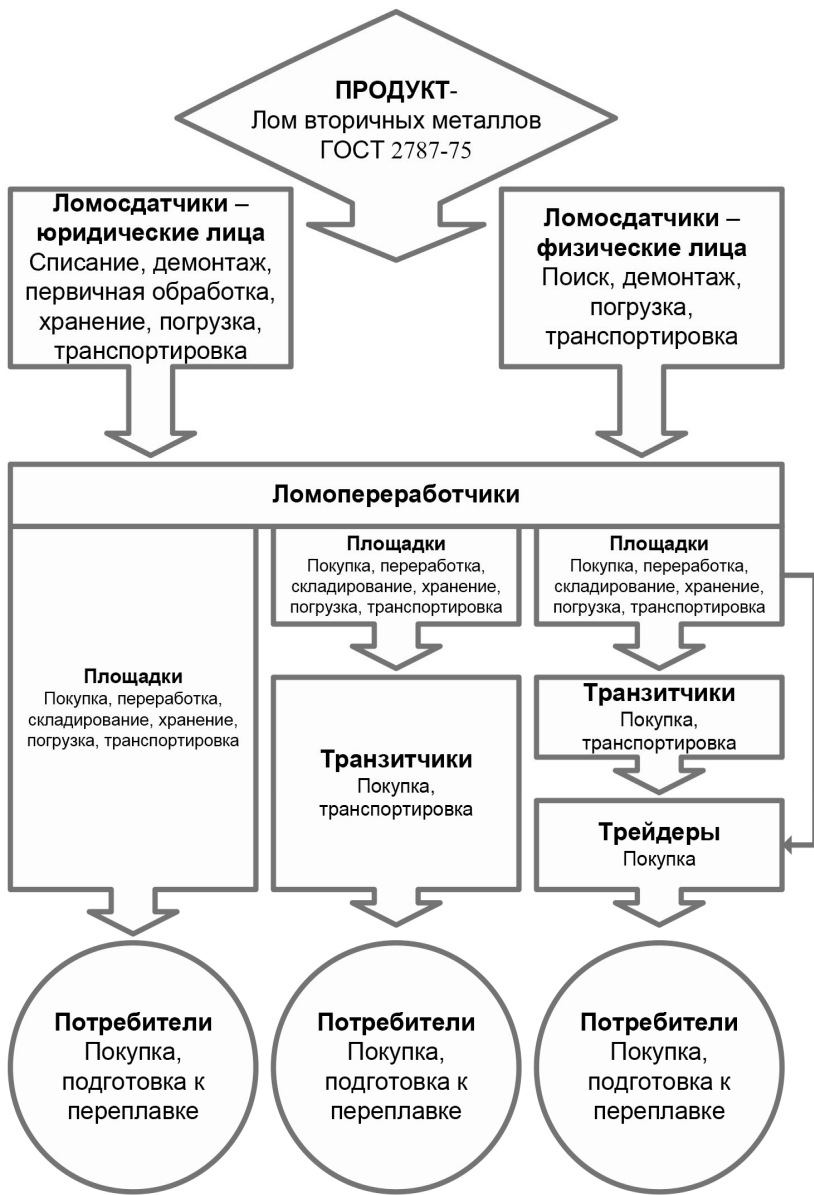 ПРОДУКТ-
Лом вторичных металлов
ГОСТ 2787-75
Ломосдатчики –
юридические лица
Списание, демонтаж,
первичная обработка,
хранение, погрузка,
транспортировка
Ломосдатчики –
физические лица
Поиск, демонтаж,
погрузка,
транспортировка
Ломопереработчики
Площадки
Покупка, переработка,
складирование, хранение,
погрузка, транспортировка
Площадки
Покупка, переработка,
складирование, хранение,
погрузка, транспортировка
Площадки
Покупка, переработка,
складирование, хранение,
погрузка, транспортировка
Транзитчики
Покупка,
транспортировка
Транзитчики
Покупка,
транспортировка
Трейдеры
Покупка
Потребители
Покупка,
подготовка к
переплавке
Потребители
Покупка,
подготовка к
переплавке
Потребители
Покупка,
подготовка к
переплавке